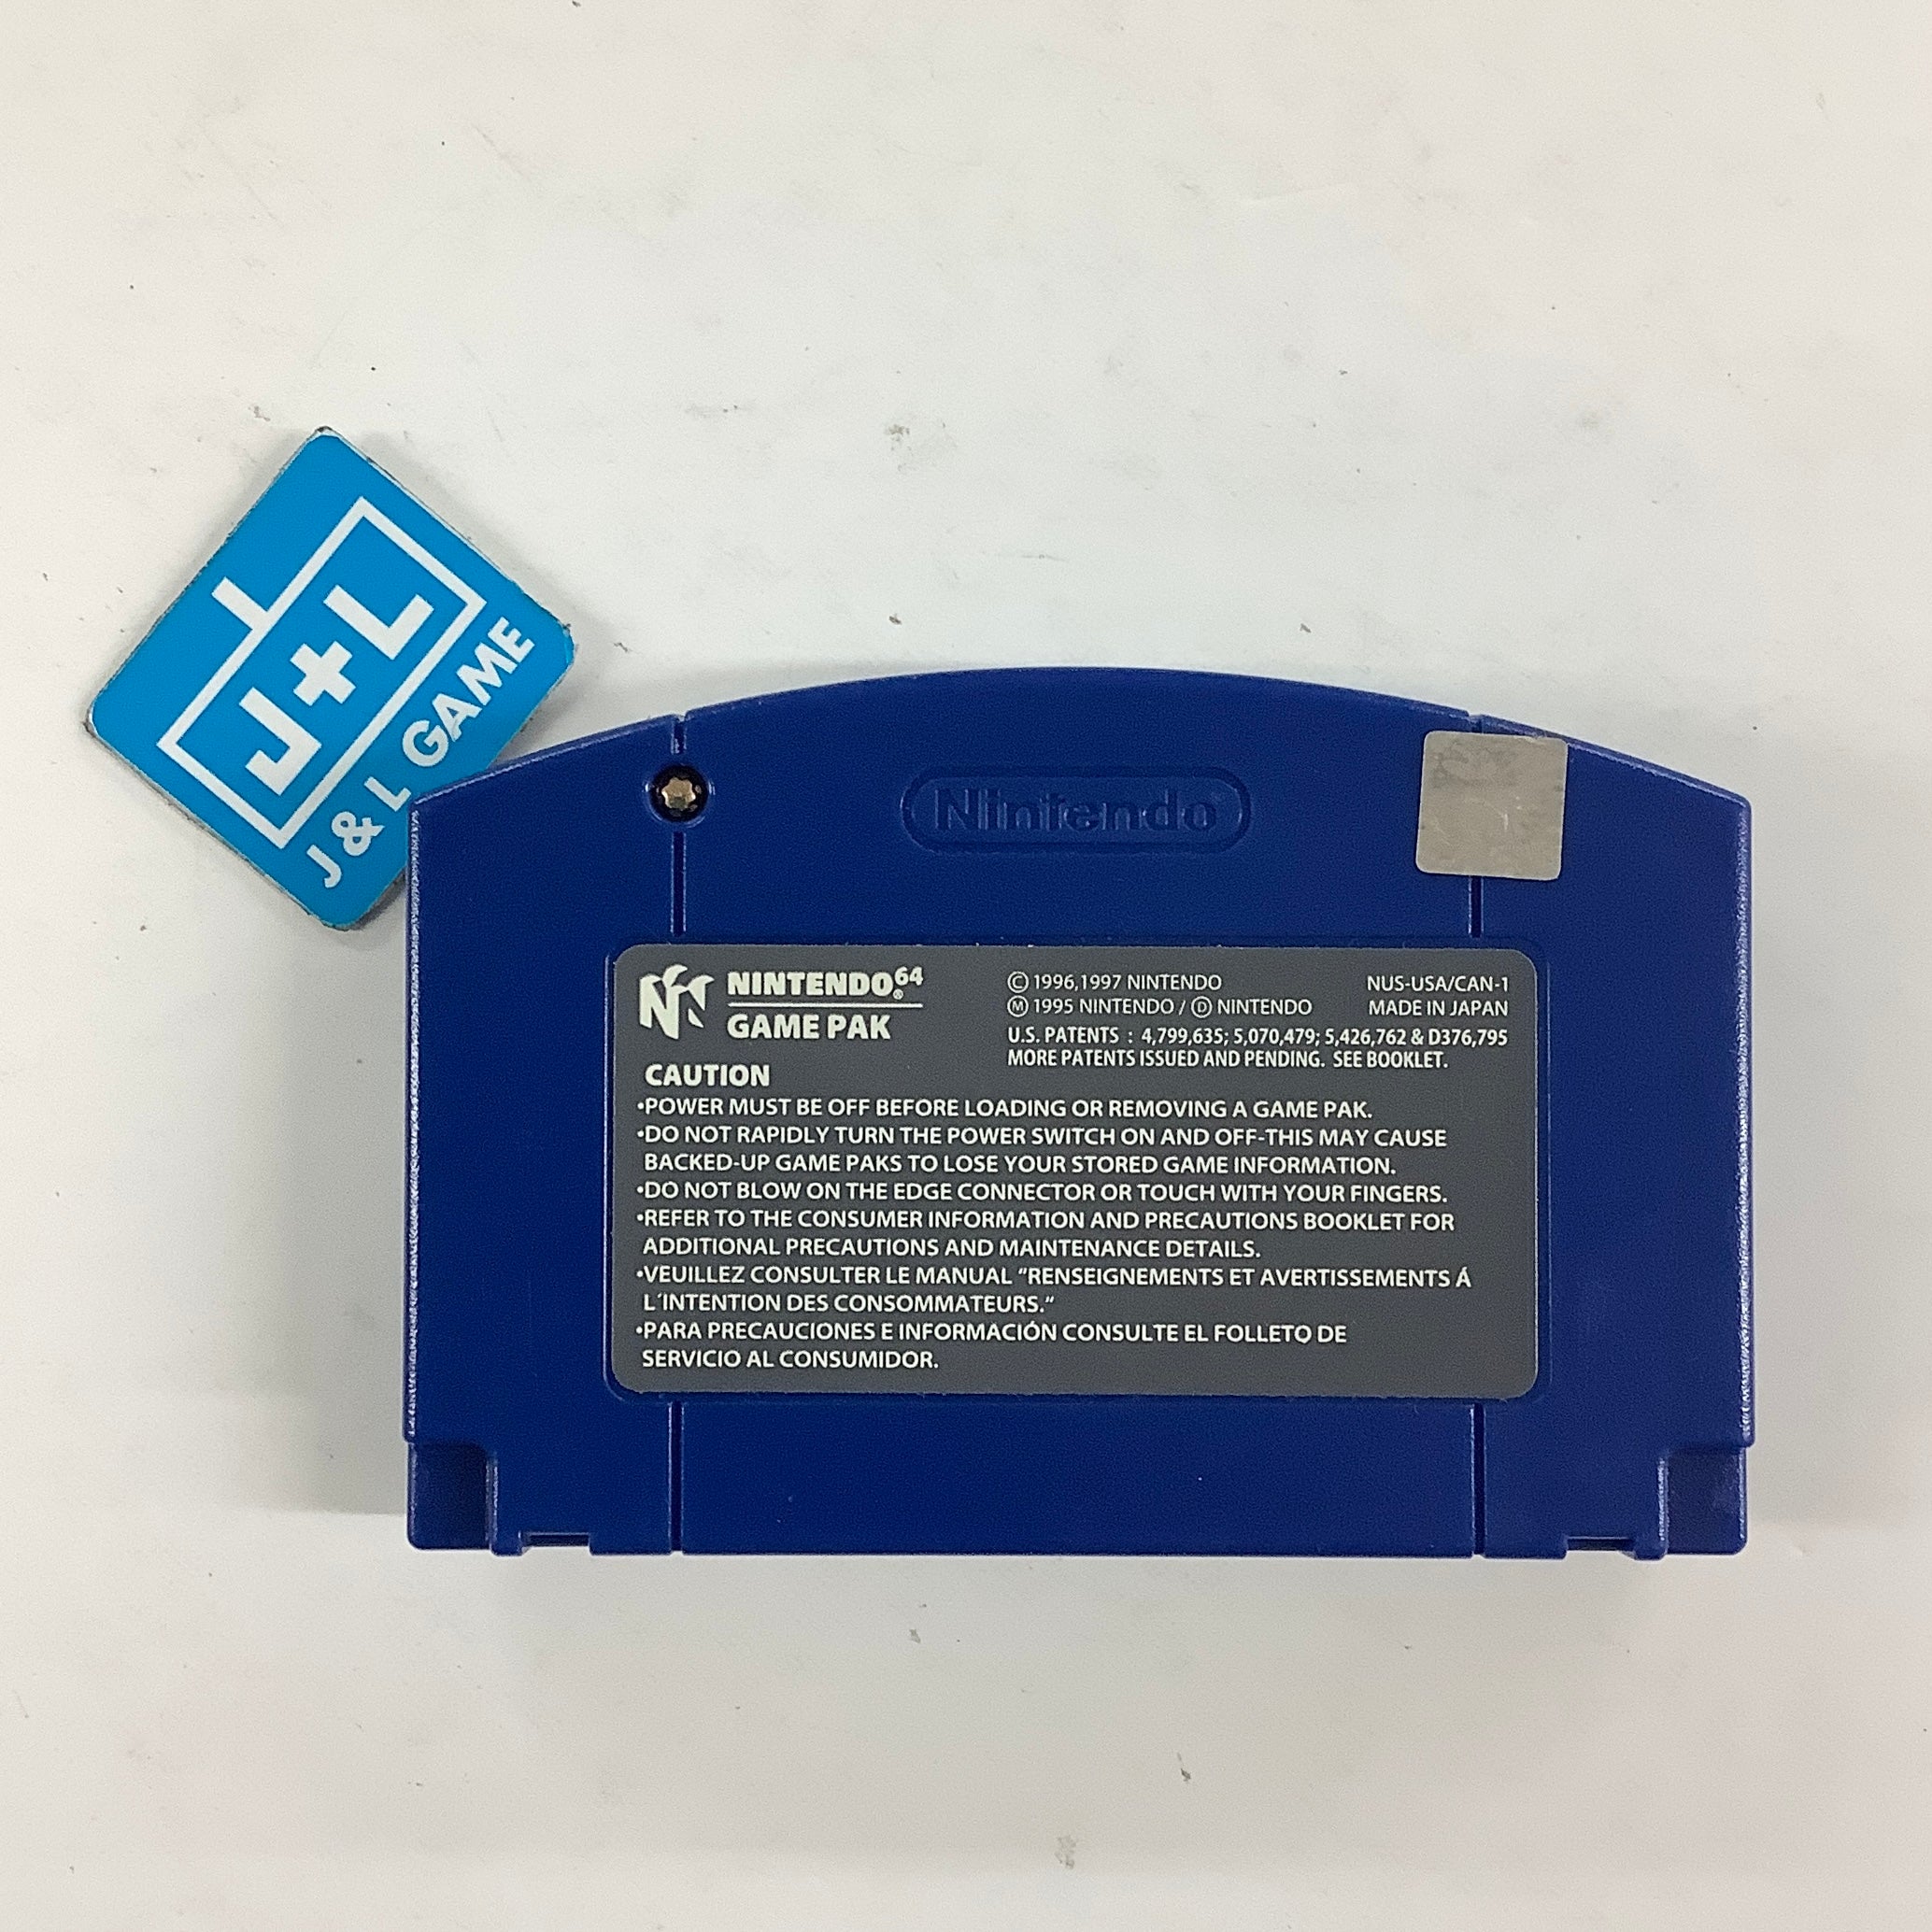 J+L
J & L GAME
Nintendo
NINTENDO64®
GAME PAK
© 1996,1997 NINTENDO
Ⓜ 1995 NINTENDO / Ⓓ NINTENDO
NUS-USA/CAN-1
MADE IN JAPAN
U.S. PATENTS : 4,799,635; 5,070,479; 5,426,762 & D376,795
MORE PATENTS ISSUED AND PENDING. SEE BOOKLET.
CAUTION
•POWER MUST BE OFF BEFORE LOADING OR REMOVING A GAME PAK.
•DO NOT RAPIDLY TURN THE POWER SWITCH ON AND OFF-THIS MAY CAUSE
BACKED-UP GAME PAKS TO LOSE YOUR STORED GAME INFORMATION.
•DO NOT BLOW ON THE EDGE CONNECTOR OR TOUCH WITH YOUR FINGERS.
•REFER TO THE CONSUMER INFORMATION AND PRECAUTIONS BOOKLET FOR
ADDITIONAL PRECAUTIONS AND MAINTENANCE DETAILS.
•VEUILLEZ CONSULTER LE MANUAL “RENSEIGNEMENTS ET AVERTISSEMENTS Á
L´INTENTION DES CONSOMMATEURS.“
•PARA PRECAUCIONES E INFORMACIÓN CONSULTE EL FOLLETO DE
SERVICIO AL CONSUMIDOR.